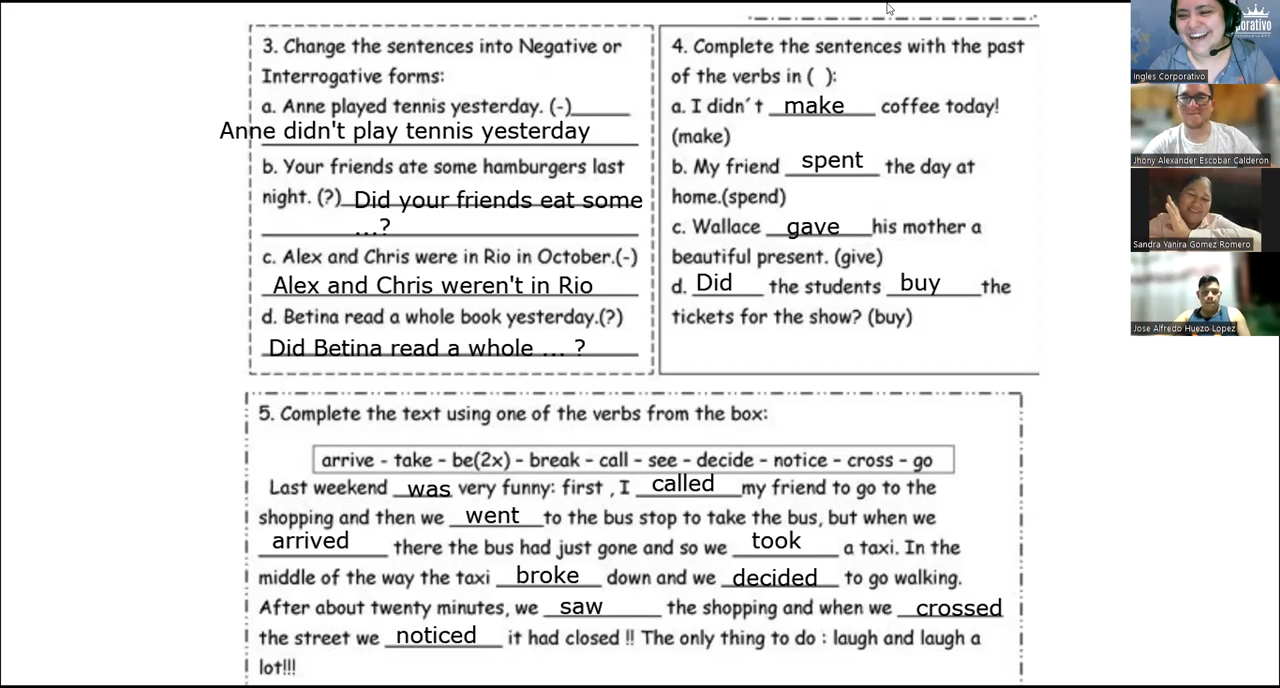 3. Change the sentences into Negative or
Interrogative forms:
a. Anne played tennis yesterday. (-)______
Anne didn't play tennis yesterday
b. Your friends ate some hamburgers last
night. (?) Did your friends eat some
...?
c. Alex and Chris were in Rio in October.(-)
Alex and Chris weren't in Rio
d. Betina read a whole book yesterday.(?)
Did Betina read a whole ... ?
4. Complete the sentences with the past
of the verbs in ( ):
a. I didn´t make coffee today!
(make)
b. My friend spent the day at
home.(spend)
c. Wallace gave his mother a
beautiful present. (give)
d. Did the students buy the
tickets for the show? (buy)
5. Complete the text using one of the verbs from the box:
arrive - take - be(2x) - break - call - see - decide - notice - cross - go
Last weekend was very funny: first , I called my friend to go to the
shopping and then we went to the bus stop to take the bus, but when we
arrived there the bus had just gone and so we took a taxi. In the
middle of the way the taxi broke down and we decided to go walking.
After about twenty minutes, we saw the shopping and when we crossed
the street we noticed it had closed !! The only thing to do : laugh and laugh a
lot!!!
Ingles Corporativo
Jhony Alexander Escobar Calderon
Sandra Yanira Gomez Romero
Jose Alfredo Huezo Lopez